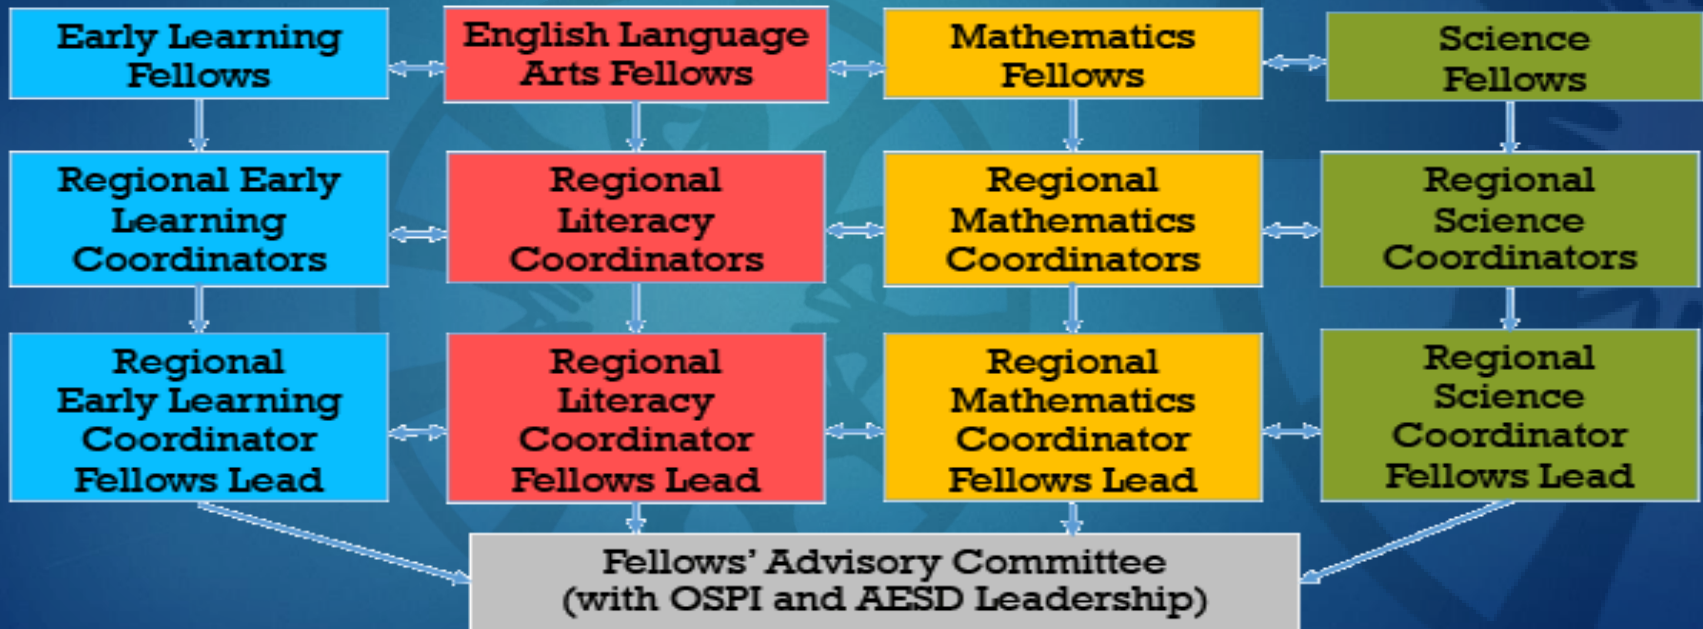 Early Learning
Fellows
English Language
Arts Fellows
Mathematics
Fellows
Science
Fellows
Regional Early
Learning
Coordinators
Regional
Literacy
Coordinators
Regional
Mathematics
Coordinators
Regional
Science
Coordinators
Regional
Early Learning
Coordinator
Fellows Lead
Regional
Literacy
Coordinator
Fellows Lead
Regional
Mathematics
Coordinator
Fellows Lead
Regional
Science
Coordinator
Fellows Lead
Fellows’ Advisory Committee
(with OSPI and AESD Leadership)